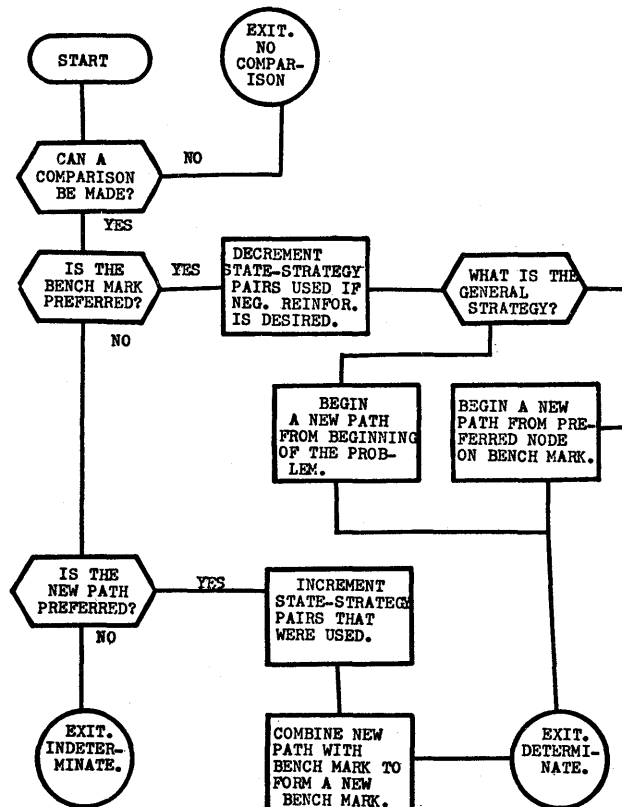 START
EXIT.
NO
COMPAR-
ISON
CAN A
COMPARISON
BE MADE?
NO
YES
IS THE
BENCH MARK
PREFERRED?
YES
NO
DECREMENT
STATE-STRATEGY
PAIRS USED IF
NEG. REINFOR.
IS DESIRED.
WHAT IS THE
GENERAL
STRATEGY?
BEGIN
A NEW PATH
FROM BEGINNING
OF THE PROB-
LEM.
BEGIN A NEW
PATH FROM PRE-
FERRED NODE
ON BENCH MARK.
IS THE
NEW PATH
PREFERRED?
YES
NO
INCREMENT
STATE-STRATEGY
PAIRS THAT
WERE USED.
EXIT.
INDETER-
MINATE.
COMBINE NEW
PATH WITH
BENCH MARK TO
FORM A NEW
BENCH MARK.
EXIT.
DETERMI-
NATE.